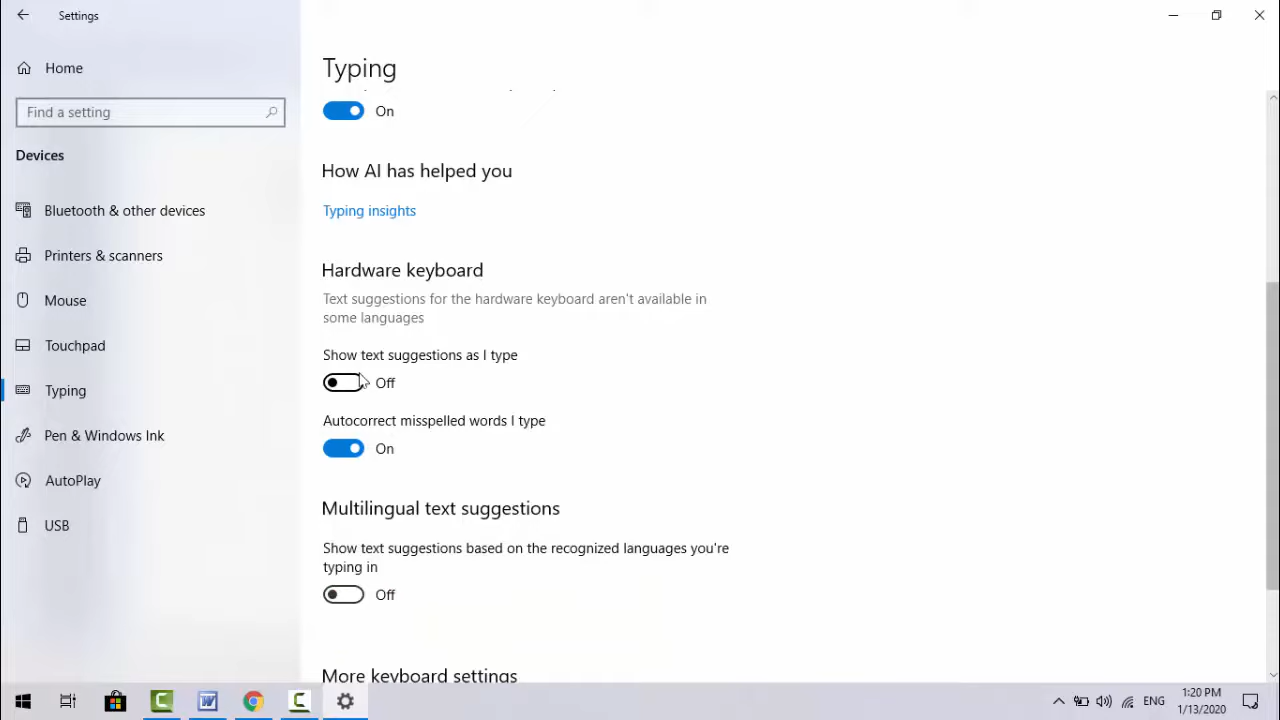 Settings
Home
Find a setting
Devices
Bluetooth & other devices
Printers & scanners
Mouse
Touchpad
Typing
Pen & Windows Ink
AutoPlay
USB
Typing
On
How AI has helped you
Typing insights
Hardware keyboard
Text suggestions for the hardware keyboard aren't available in
some languages
Show text suggestions as I type
Off
Autocorrect misspelled words I type
On
Multilingual text suggestions
Show text suggestions based on the recognized languages you're
typing in
Off
More keyboard settings
ENG
1:20 PM
1/13/2020